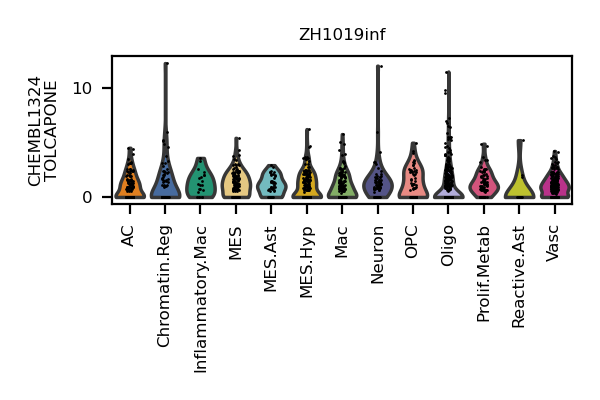 ZH1019inf
CHEMBL1324
TOLCAPONE
10
0
AC
Chromatin.Reg
Inflammatory.Mac
MES
MES.Ast
MES.Hyp
Mac
Neuron
OPC
Oligo
Prolif.Metab
Reactive.Ast
Vasc